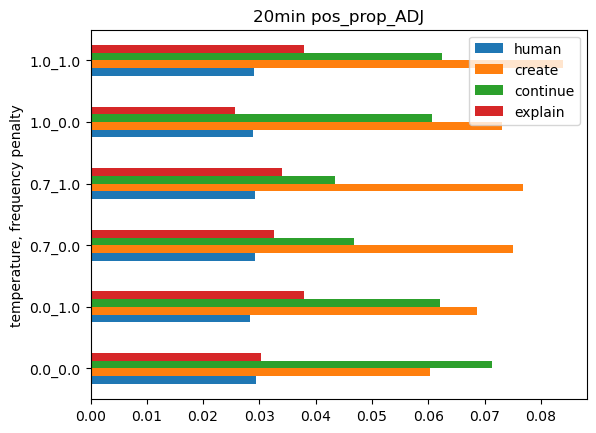 20min pos_prop_ADJ
human
create
continue
explain
temperature, frequency penalty
1.0_1.0
1.0_0.0
0.7_1.0
0.7_0.0
0.0_1.0
0.0_0.0
0.00 0.01 0.02 0.03 0.04 0.05 0.06 0.07 0.08